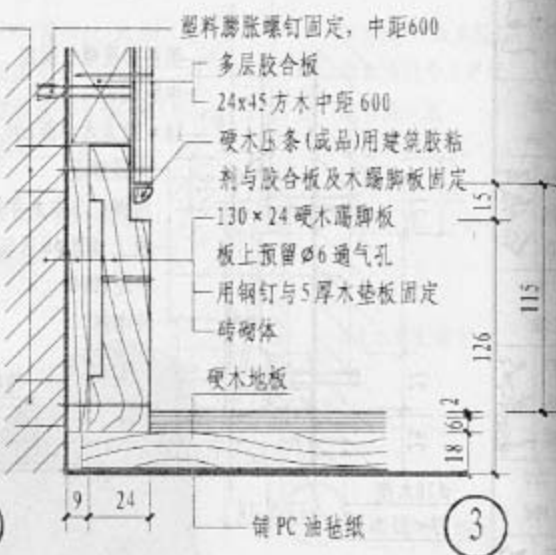 塑料膨胀螺钉固定，中距600
多层胶合板
24x45方木中距600
硬木压条(成品)用建筑胶粘
剂与胶合板及木踢脚板固定
15
130×24硬木踢脚板
板上预留Ø6通气孔
115
用钢钉与5厚木垫板固定
砖砌体
126
硬木地板
2
6
18
9
24
铺PC油毡纸
3